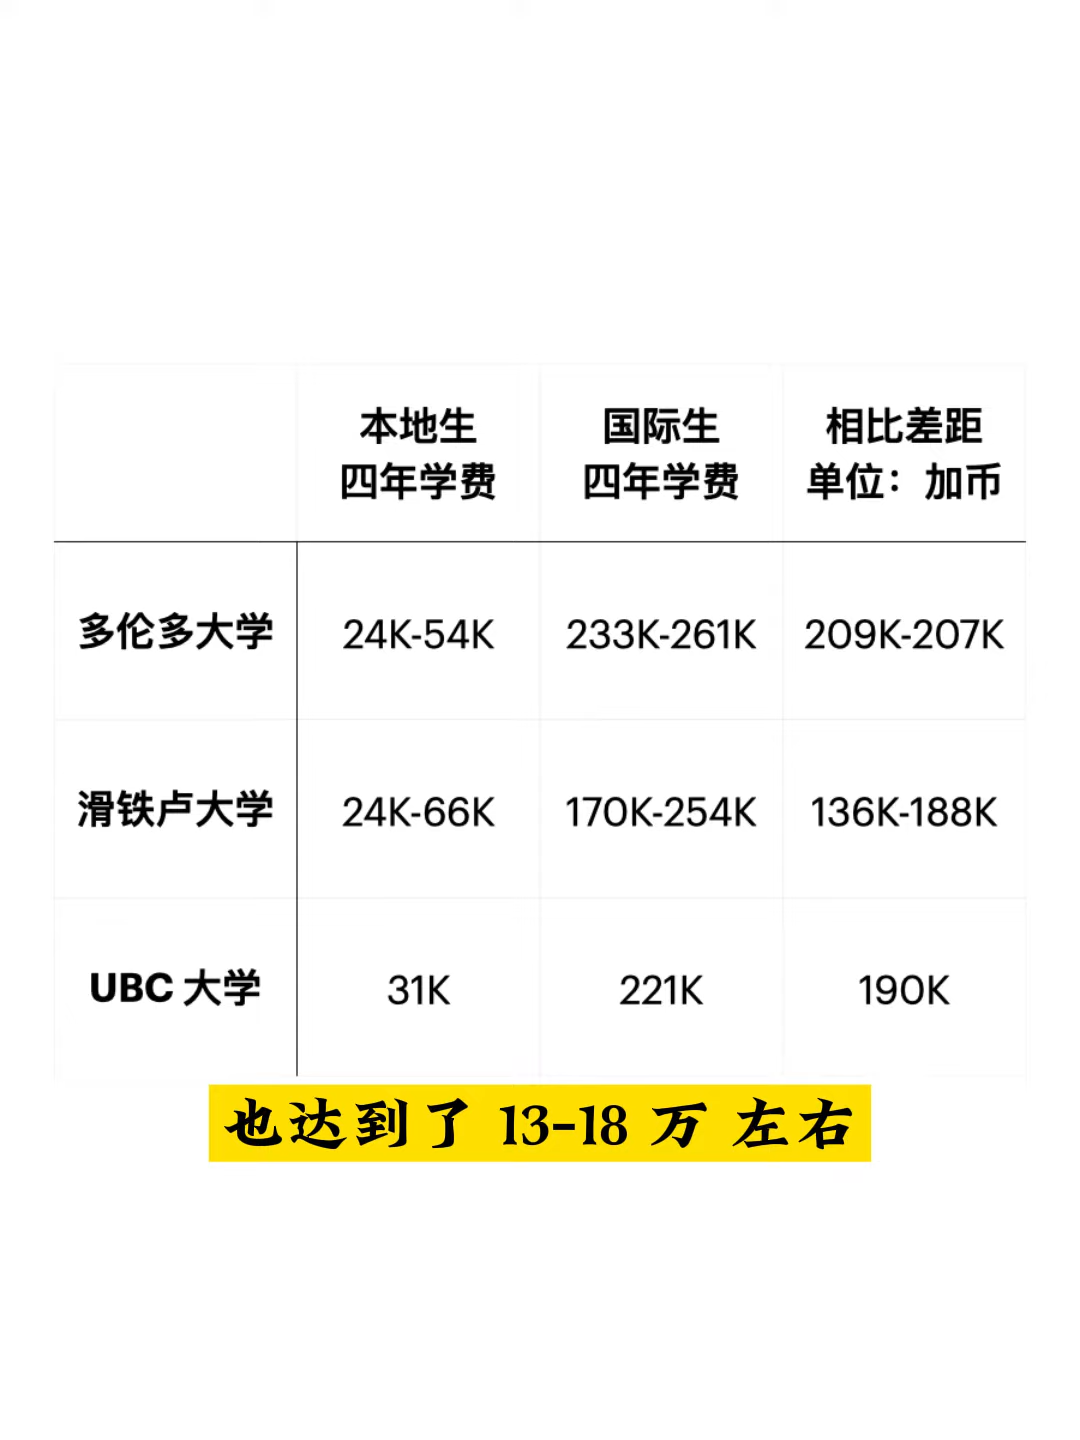 本地生
四年学费
国际生
四年学费
相比差距
单位：加币
多伦多大学
24K-54K
233K-261K
209K-207K
滑铁卢大学
24K-66K
170K-254K
136K-188K
UBC 大学
31K
221K
190K
也达到了 13-18 万 左右